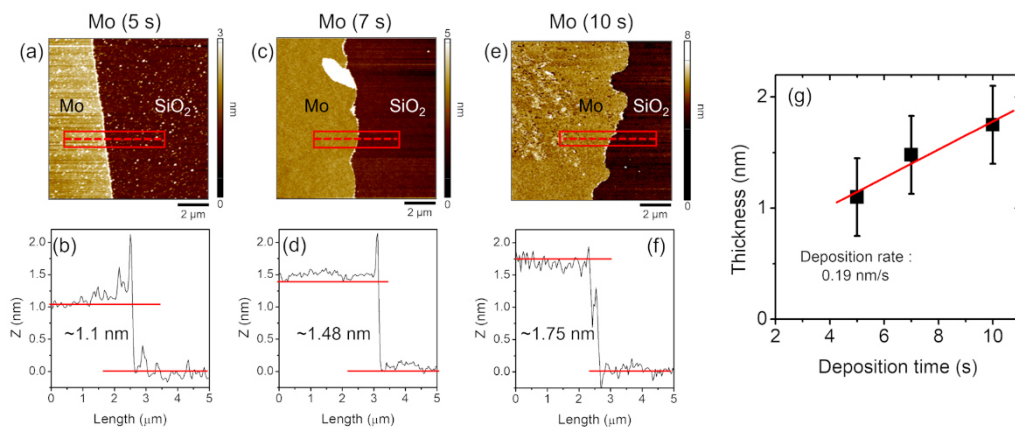 Mo (5 s)
Mo (7 s)
Mo (10 s)
(a)
Mo
SiO₂
3
nm
0
2 μm
(c)
Mo
SiO₂
5
nm
0
2 μm
(e)
Mo
SiO₂
8
nm
0
2 μm
(b)
~1.1 nm
Z (nm)
2.0
1.5
1.0
0.5
0.0
0 1 2 3 4 5
Length (μm)
(d)
~1.48 nm
Z (nm)
2.0
1.5
1.0
0.5
0.0
0 1 2 3 4 5
Length (μm)
(f)
~1.75 nm
Z (nm)
2.0
1.5
1.0
0.5
0.0
0 1 2 3 4 5
Length (μm)
(g)
Thickness (nm)
2
1
0
Deposition rate :
0.19 nm/s
2 4 6 8 10
Deposition time (s)